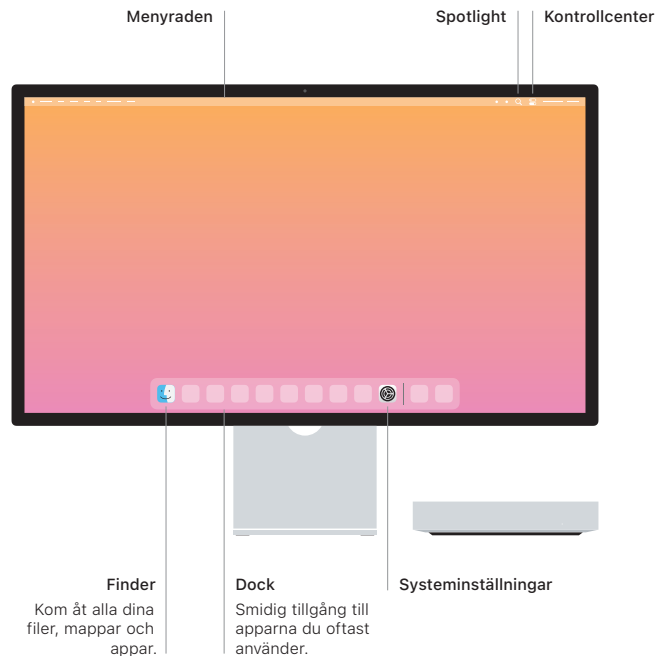 Menyraden
Spotlight
Kontrollcenter
Finder
Kom åt alla dina
filer, mappar och
appar.
Dock
Smidig tillgång till
apparna du oftast
använder.
Systeminställningar